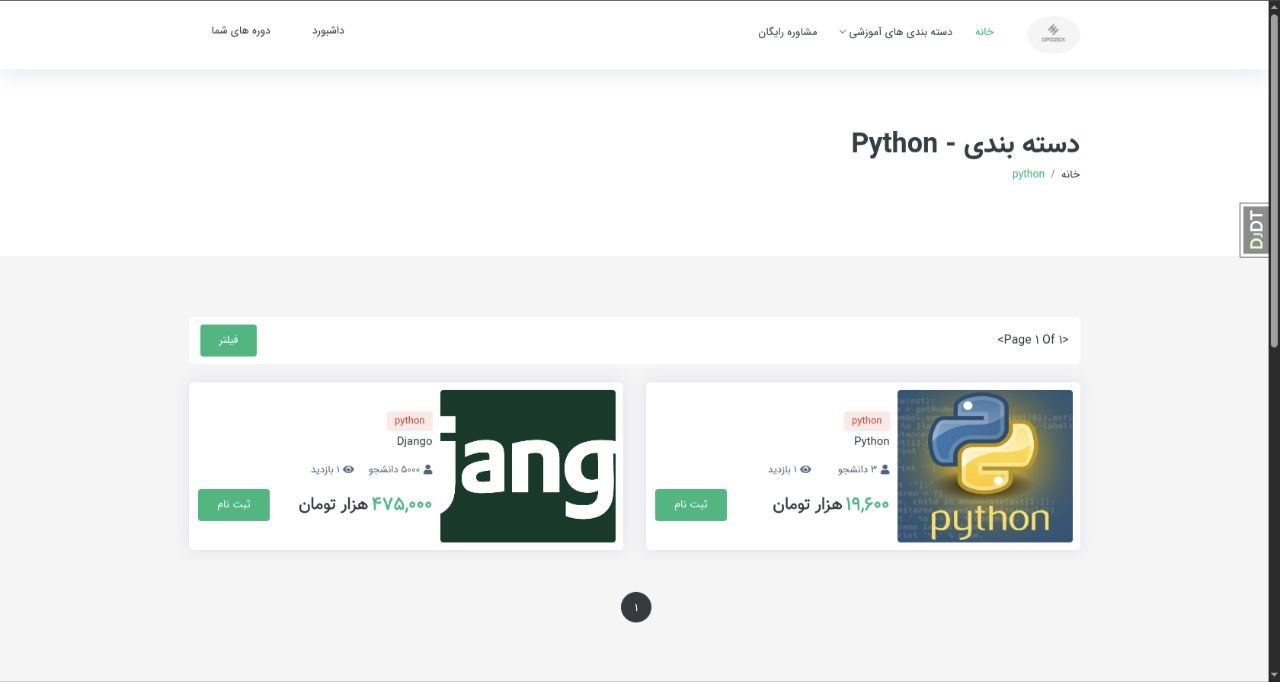 OPOZEX
خانه
دسته بندی های آموزشی
مشاوره رایگان
داشبورد
دوره های شما
دسته بندی - Python
خانه / python
DJDT
<Page ۱ Of ۱>
فیلتر
python
Python
۳ دانشجو
۱ بازدید
۱۹,۶۰۰ هزار تومان
ثبت نام
python
python
Django
۵۰۰۰ دانشجو
۱ بازدید
۴۷۵,۰۰۰ هزار تومان
ثبت نام
jang
۱